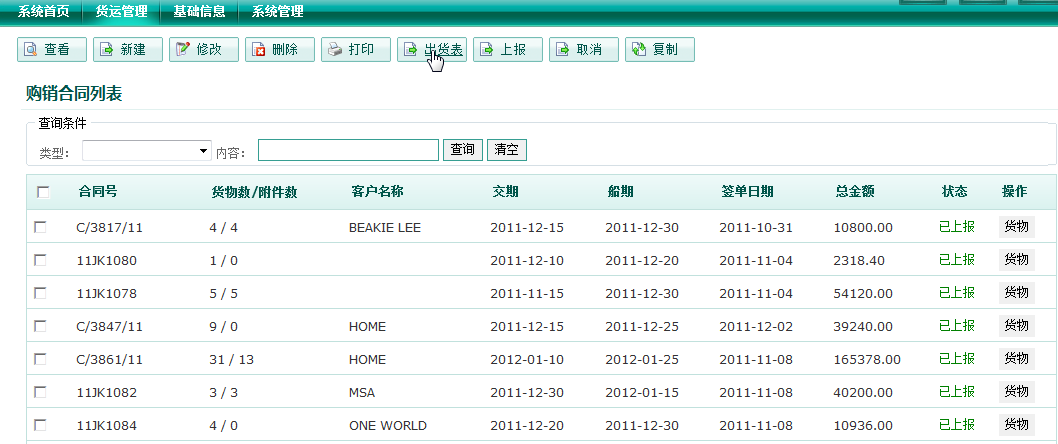 系统首页 货运管理 基础信息 系统管理
查看 新建 修改 删除 打印 出货表 上报 取消 复制
购销合同列表
查询条件
类型： 内容： 查询 清空
合同号 货物数/附件数 客户名称 交期 船期 签单日期 总金额 状态 操作
C/3817/11 4 / 4 BEAKIE LEE 2011-12-15 2011-12-30 2011-10-31 10800.00 已上报 货物
11JK1080 1 / 0 2011-12-10 2011-12-20 2011-11-04 2318.40 已上报 货物
11JK1078 5 / 5 2011-11-15 2011-12-30 2011-11-04 54120.00 已上报 货物
C/3847/11 9 / 0 HOME 2011-12-15 2011-12-25 2011-12-02 39240.00 已上报 货物
C/3861/11 31 / 13 HOME 2012-01-10 2012-01-25 2011-11-08 165378.00 已上报 货物
11JK1082 3 / 3 MSA 2011-12-30 2012-01-15 2011-11-08 40200.00 已上报 货物
11JK1084 4 / 0 ONE WORLD 2011-12-20 2011-12-30 2011-11-08 10936.00 已上报 货物